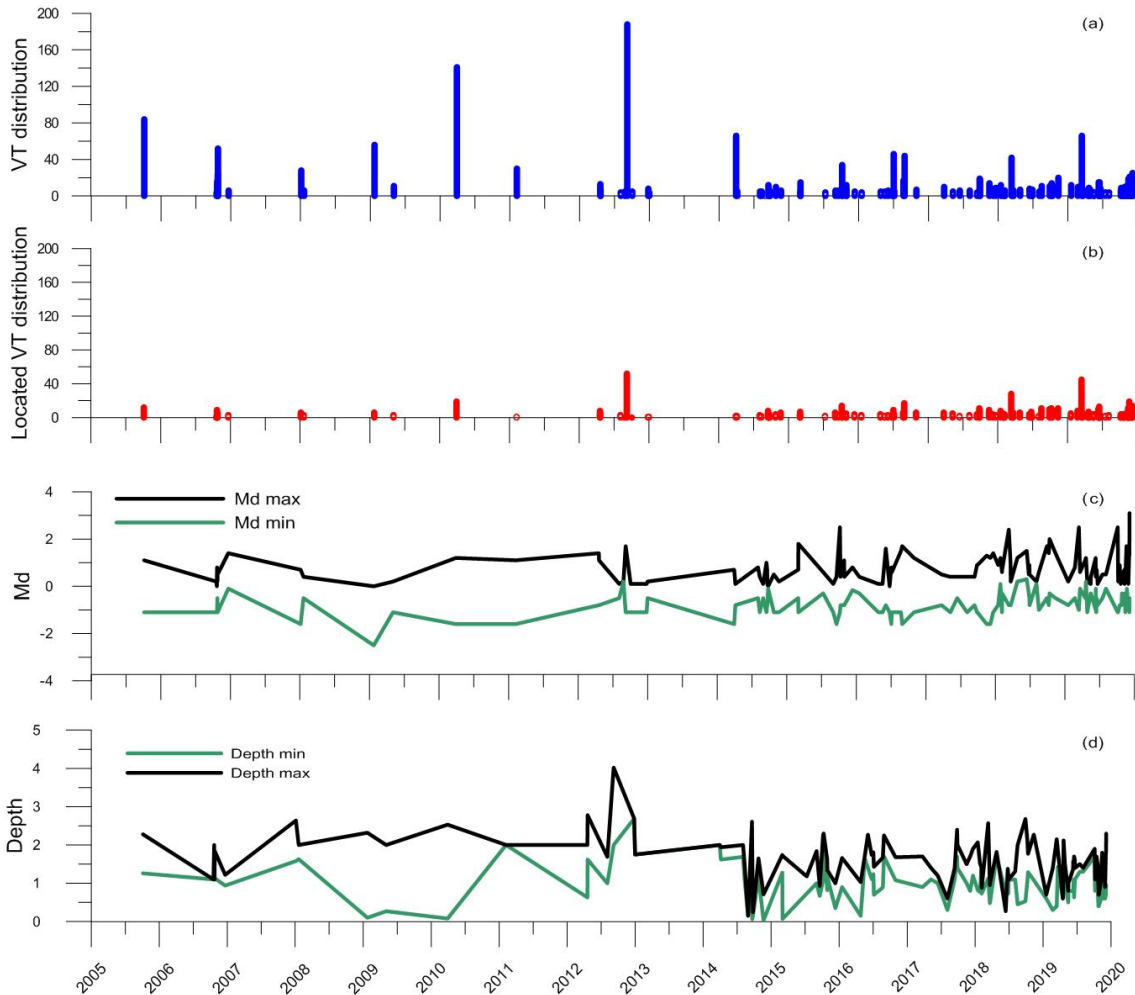 200
160
120
80
40
0
VT distribution
(a)
200
160
120
80
40
0
Located VT distribution
(b)
4
2
0
-2
-4
Md
Md max
Md min
(c)
5
4
3
2
1
0
Depth
Depth min
Depth max
(d)
2005 2006 2007 2008 2009 2010 2011 2012 2013 2014 2015 2016 2017 2018 2019 2020